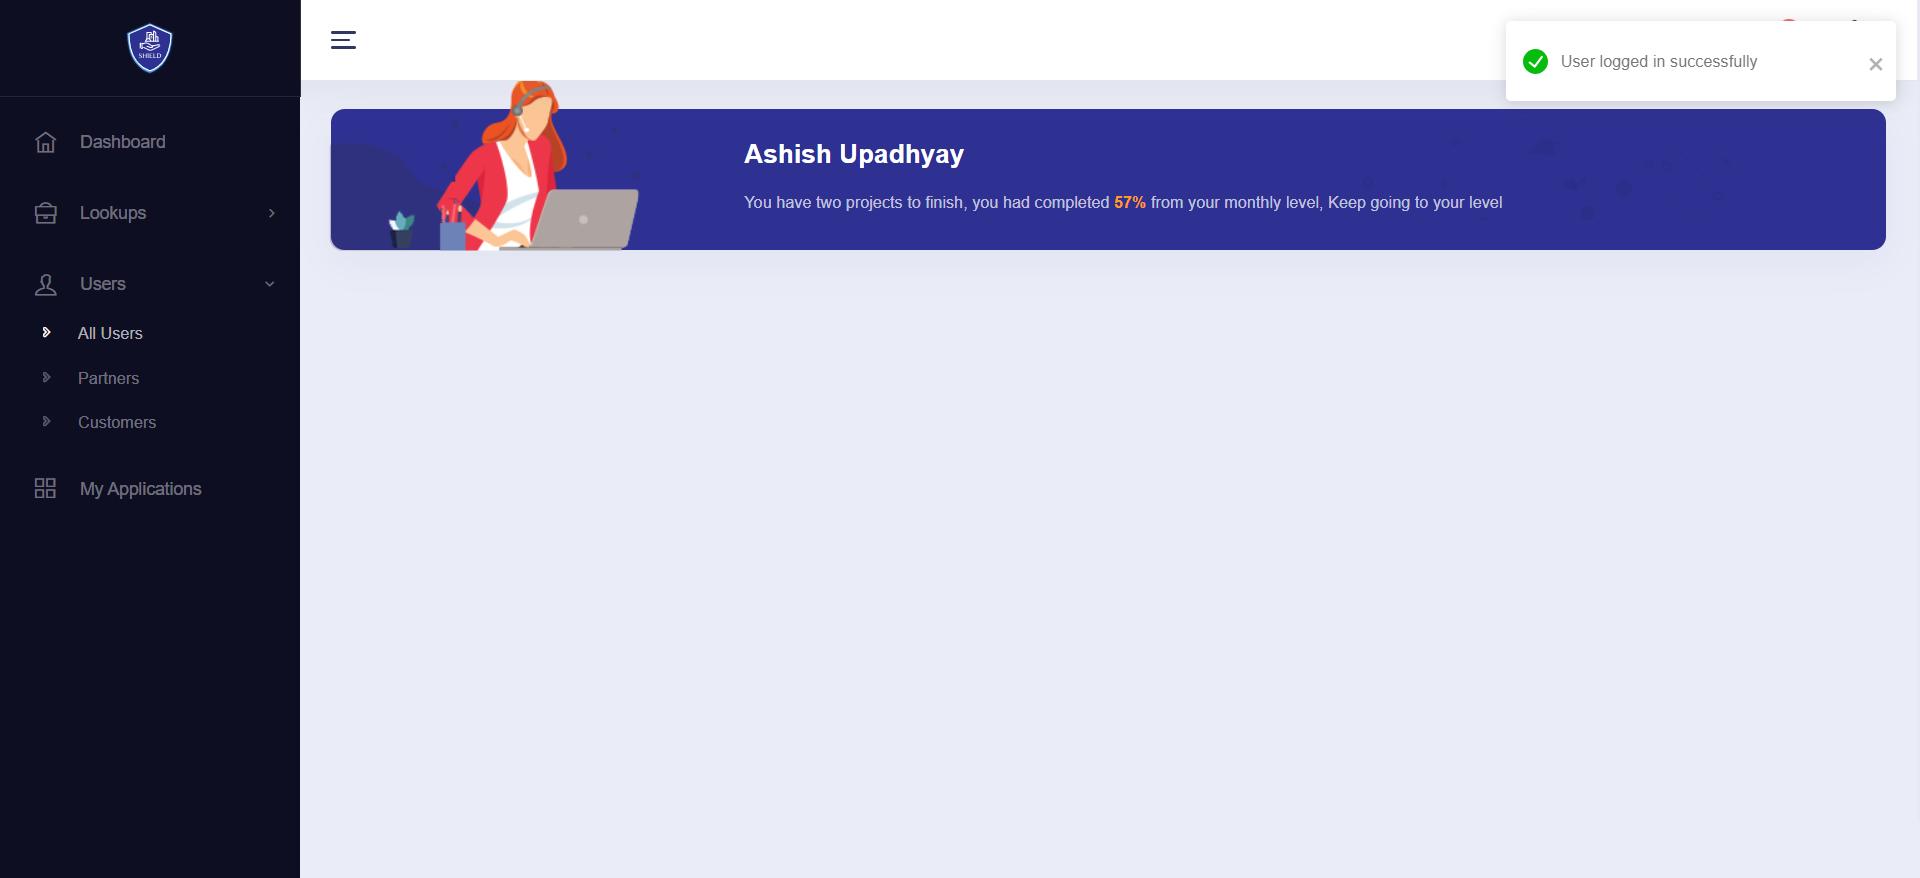 SHIELD
User logged in successfully
Dashboard
Lookups
Users
All Users
Partners
Customers
My Applications
Ashish Upadhyay
You have two projects to finish, you had completed 57% from your monthly level, Keep going to your level